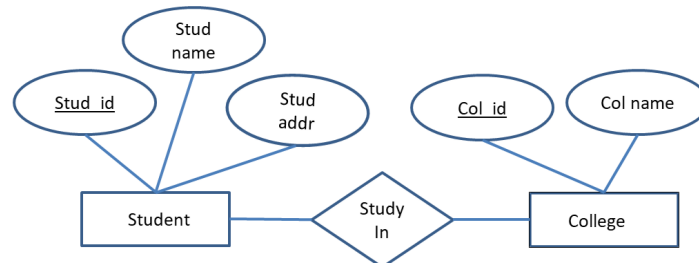 Stud
name
Stud_id
Stud
addr
Col_id
Col name
Student
Study
In
College